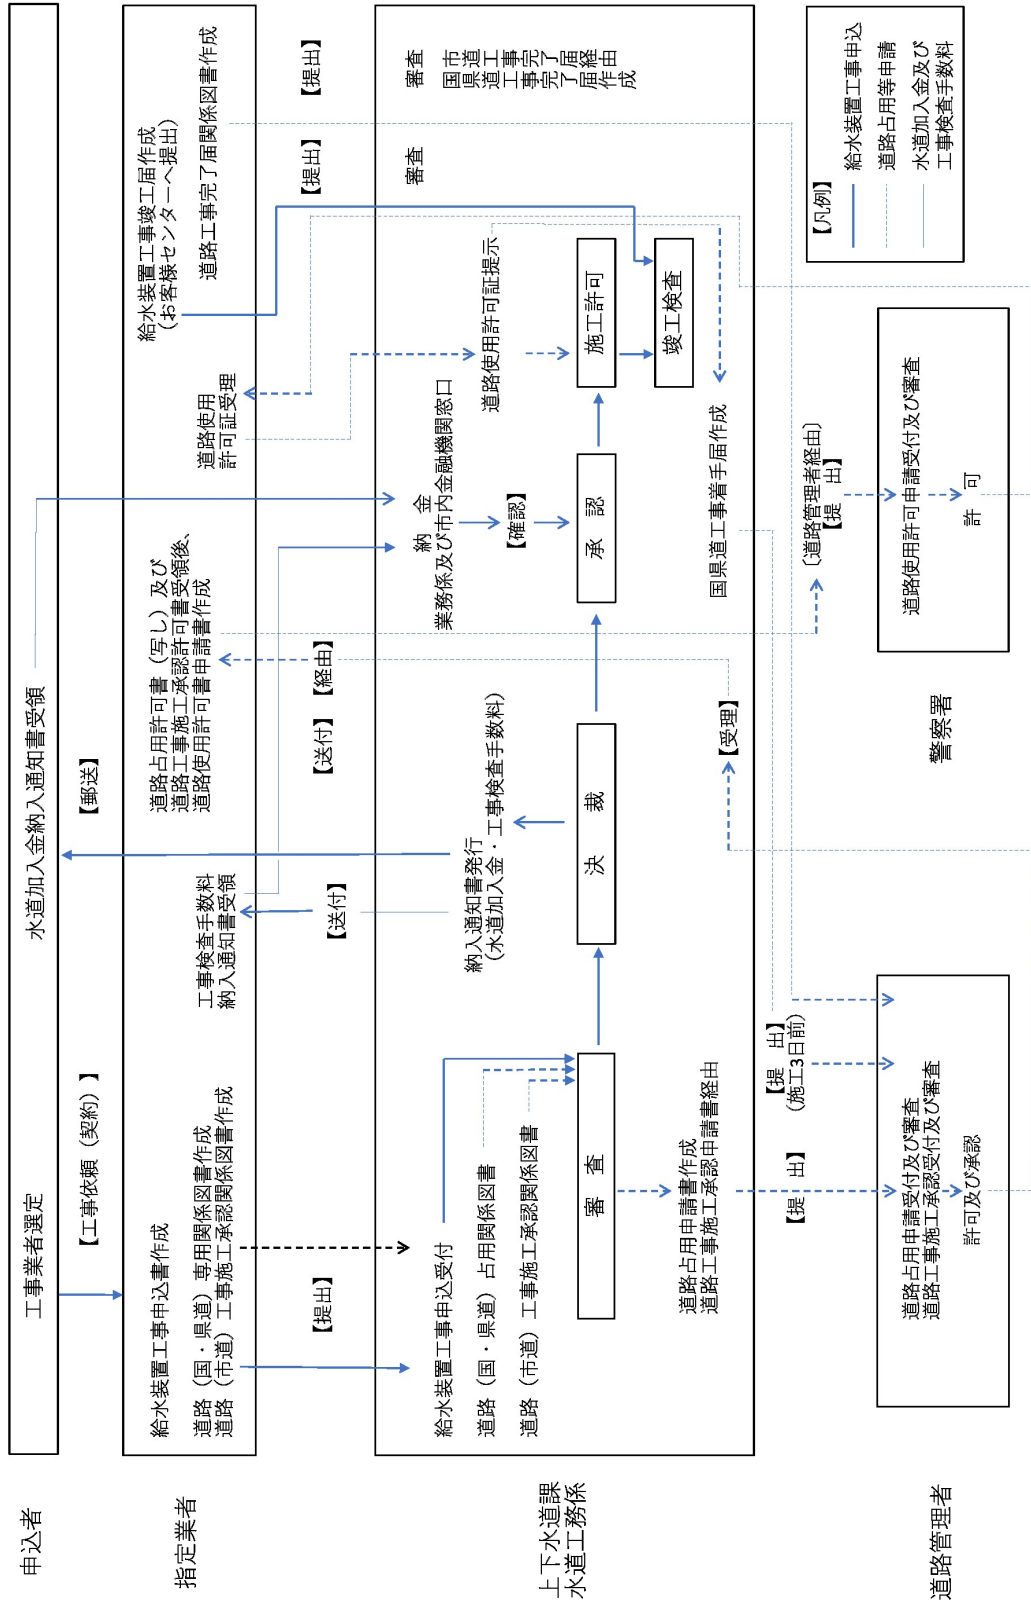 申込者
工事業者選定
水道加入金納入通知書受領
【工事依頼(契約)】
【郵送】
指定業者
給水装置工事申込書作成
道路(国・県道)専用関係図書作成
道路(市道)工事施工承認関係図書作成
工事検査手数料
納入通知書受領
道路占用許可書(写し)及び
道路工事施工承認許可書受領後、
道路使用許可書申請書作成
道路使用
許可証受理
給水装置工事竣工届作成
(お客様センターへ提出)
道路工事完了届関係図書作成
【提出】
【送付】
【送付】
【経由】
【提出】
【提出】
上下水道課
水道工務係
給水装置工事申込受付
道路(国・県道)占用関係図書
道路(市道)工事施工承認関係図書
審査
納入通知書発行
(水道加入金・工事検査手数料)
決裁
納金
業務係及び市内金融機関窓口
【確認】
承認
道路使用許可証提示
施工許可
竣工検査
審査
審査
市道工事完了届経由
国県道工事完了届作成
道路占用申請書作成
道路工事施工承認申請書経由
【受理】
国県道工事着手届作成
【提出】
【提出】
(施工3日前)
〔道路管理者経由〕
【提出】
道路管理者
道路占用申請受付及び審査
道路工事施工承認受付及び審査
許可及び承認
警察署
道路使用許可申請受付及び審査
許可
【凡例】
給水装置工事申込
道路占用等申請
水道加入金及び
工事検査手数料